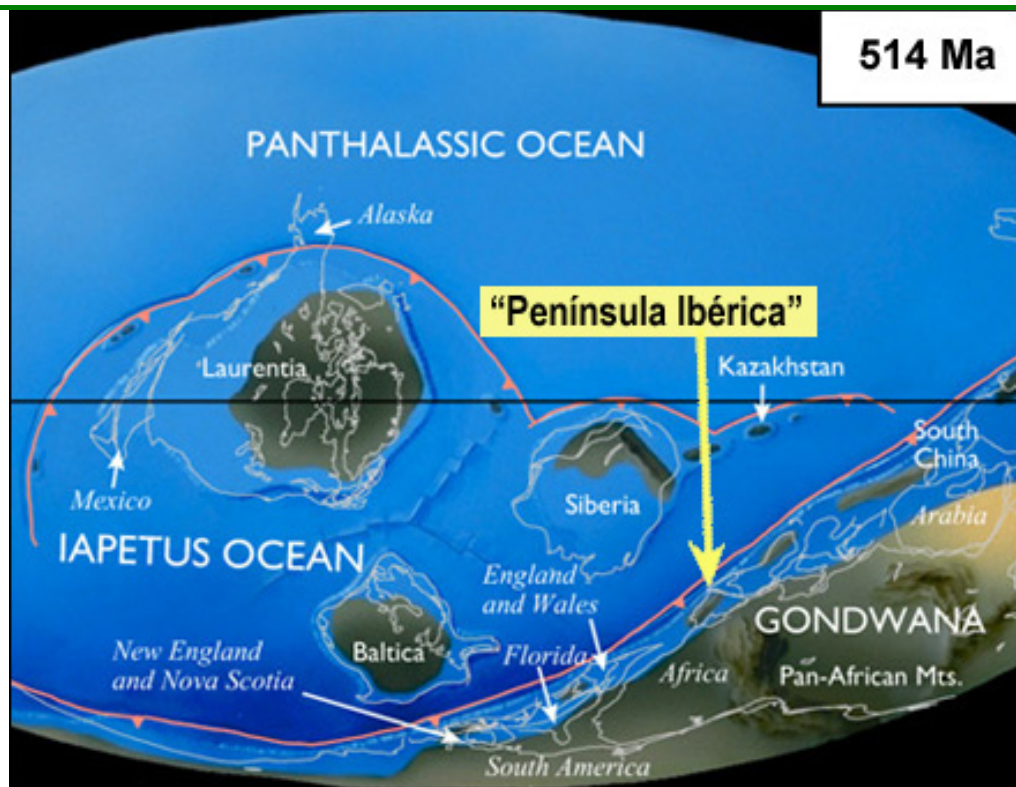 514 Ma
PANTHALASSIC OCEAN
Alaska
“Península Ibérica”
Laurentia
Kazakhstan
South
China
Mexico
Siberia
Arabia
IAPETUS OCEAN
England
and Wales
GONDWANA
New England
and Nova Scotia
Baltica
Florida
Africa
Pan-African Mts.
South America